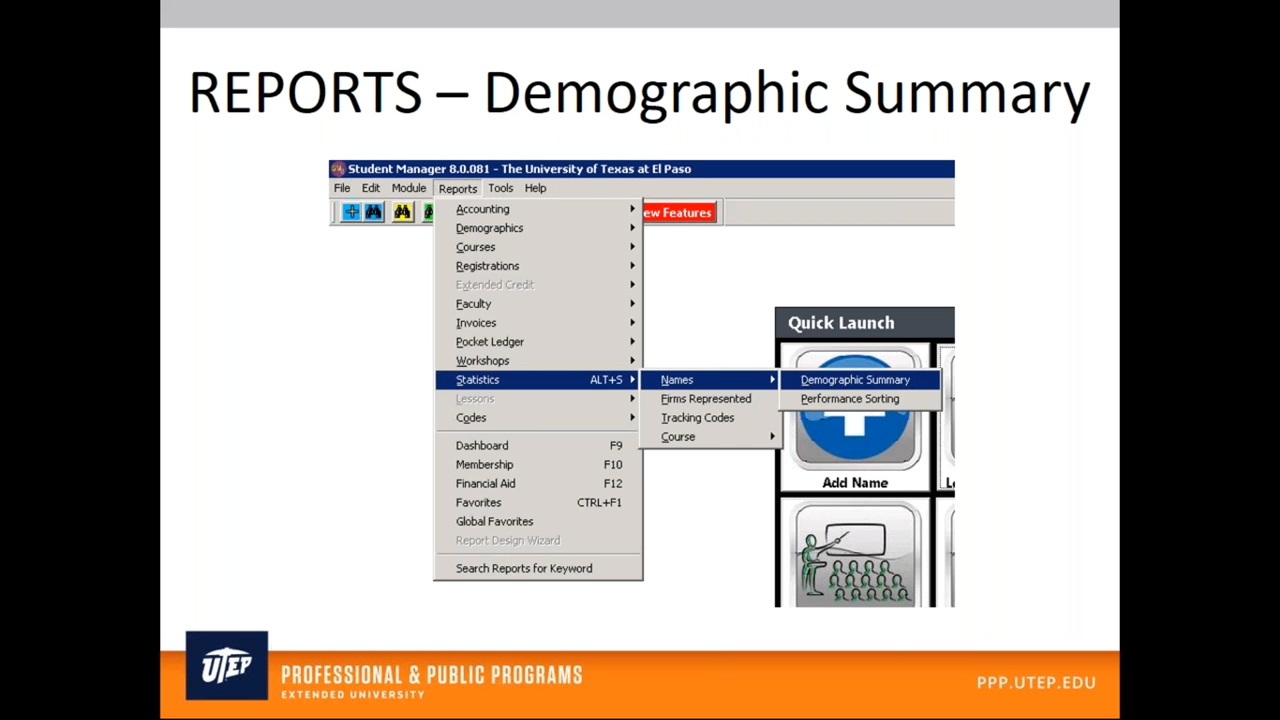 REPORTS – Demographic Summary
Student Manager 8.0.081 - The University of Texas at El Paso
File Edit Module Reports Tools Help
ew Features
Accounting
Demographics
Courses
Registrations
Extended Credit
Faculty
Invoices
Pocket Ledger
Workshops
Statistics ALT+S
Lessons
Codes
Dashboard F9
Membership F10
Financial Aid F12
Favorites CTRL+F1
Global Favorites
Report Design Wizard
Search Reports for Keyword
Names
Firms Represented
Tracking Codes
Course
Demographic Summary
Performance Sorting
Quick Launch
Add Name
UTEP
PROFESSIONAL & PUBLIC PROGRAMS
EXTENDED UNIVERSITY
PPP.UTEP.EDU